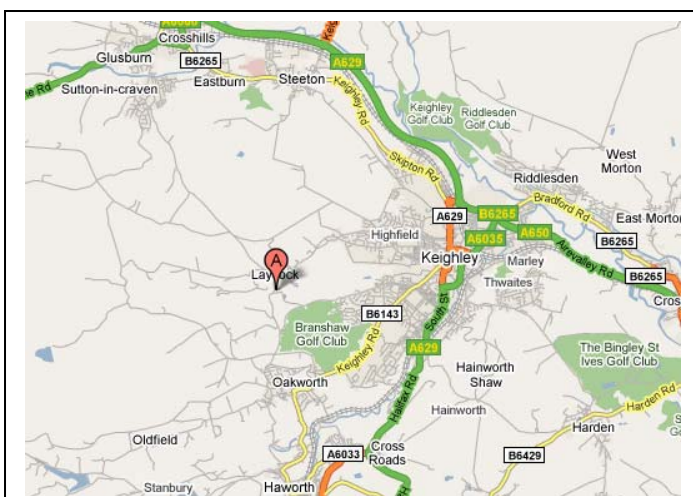 Crosshills
Glusburn
B6265
Steeton
A629
Eastburn
Keighley Rd
Sutton-in-craven
Keighley
Golf Club
Riddlesden
Golf Club
West
Morton
Skipton Rd
Riddlesden
A629
B6265
Bradford Rd
East Morton
Highfield
A6035
A650
B6265
Keighley
Marley
Airevalley Rd
A
Laycock
Thwaites
B6265
B6143
South St
Branshaw
Golf Club
Keighley Rd
A629
The Bingley St
Ives Golf Club
Oakworth
Hainworth
Shaw
Halifax Rd
Harden Rd
Hainworth
Harden
Oldfield
Cross
Roads
A6033
B6429
Stanbury
Haworth